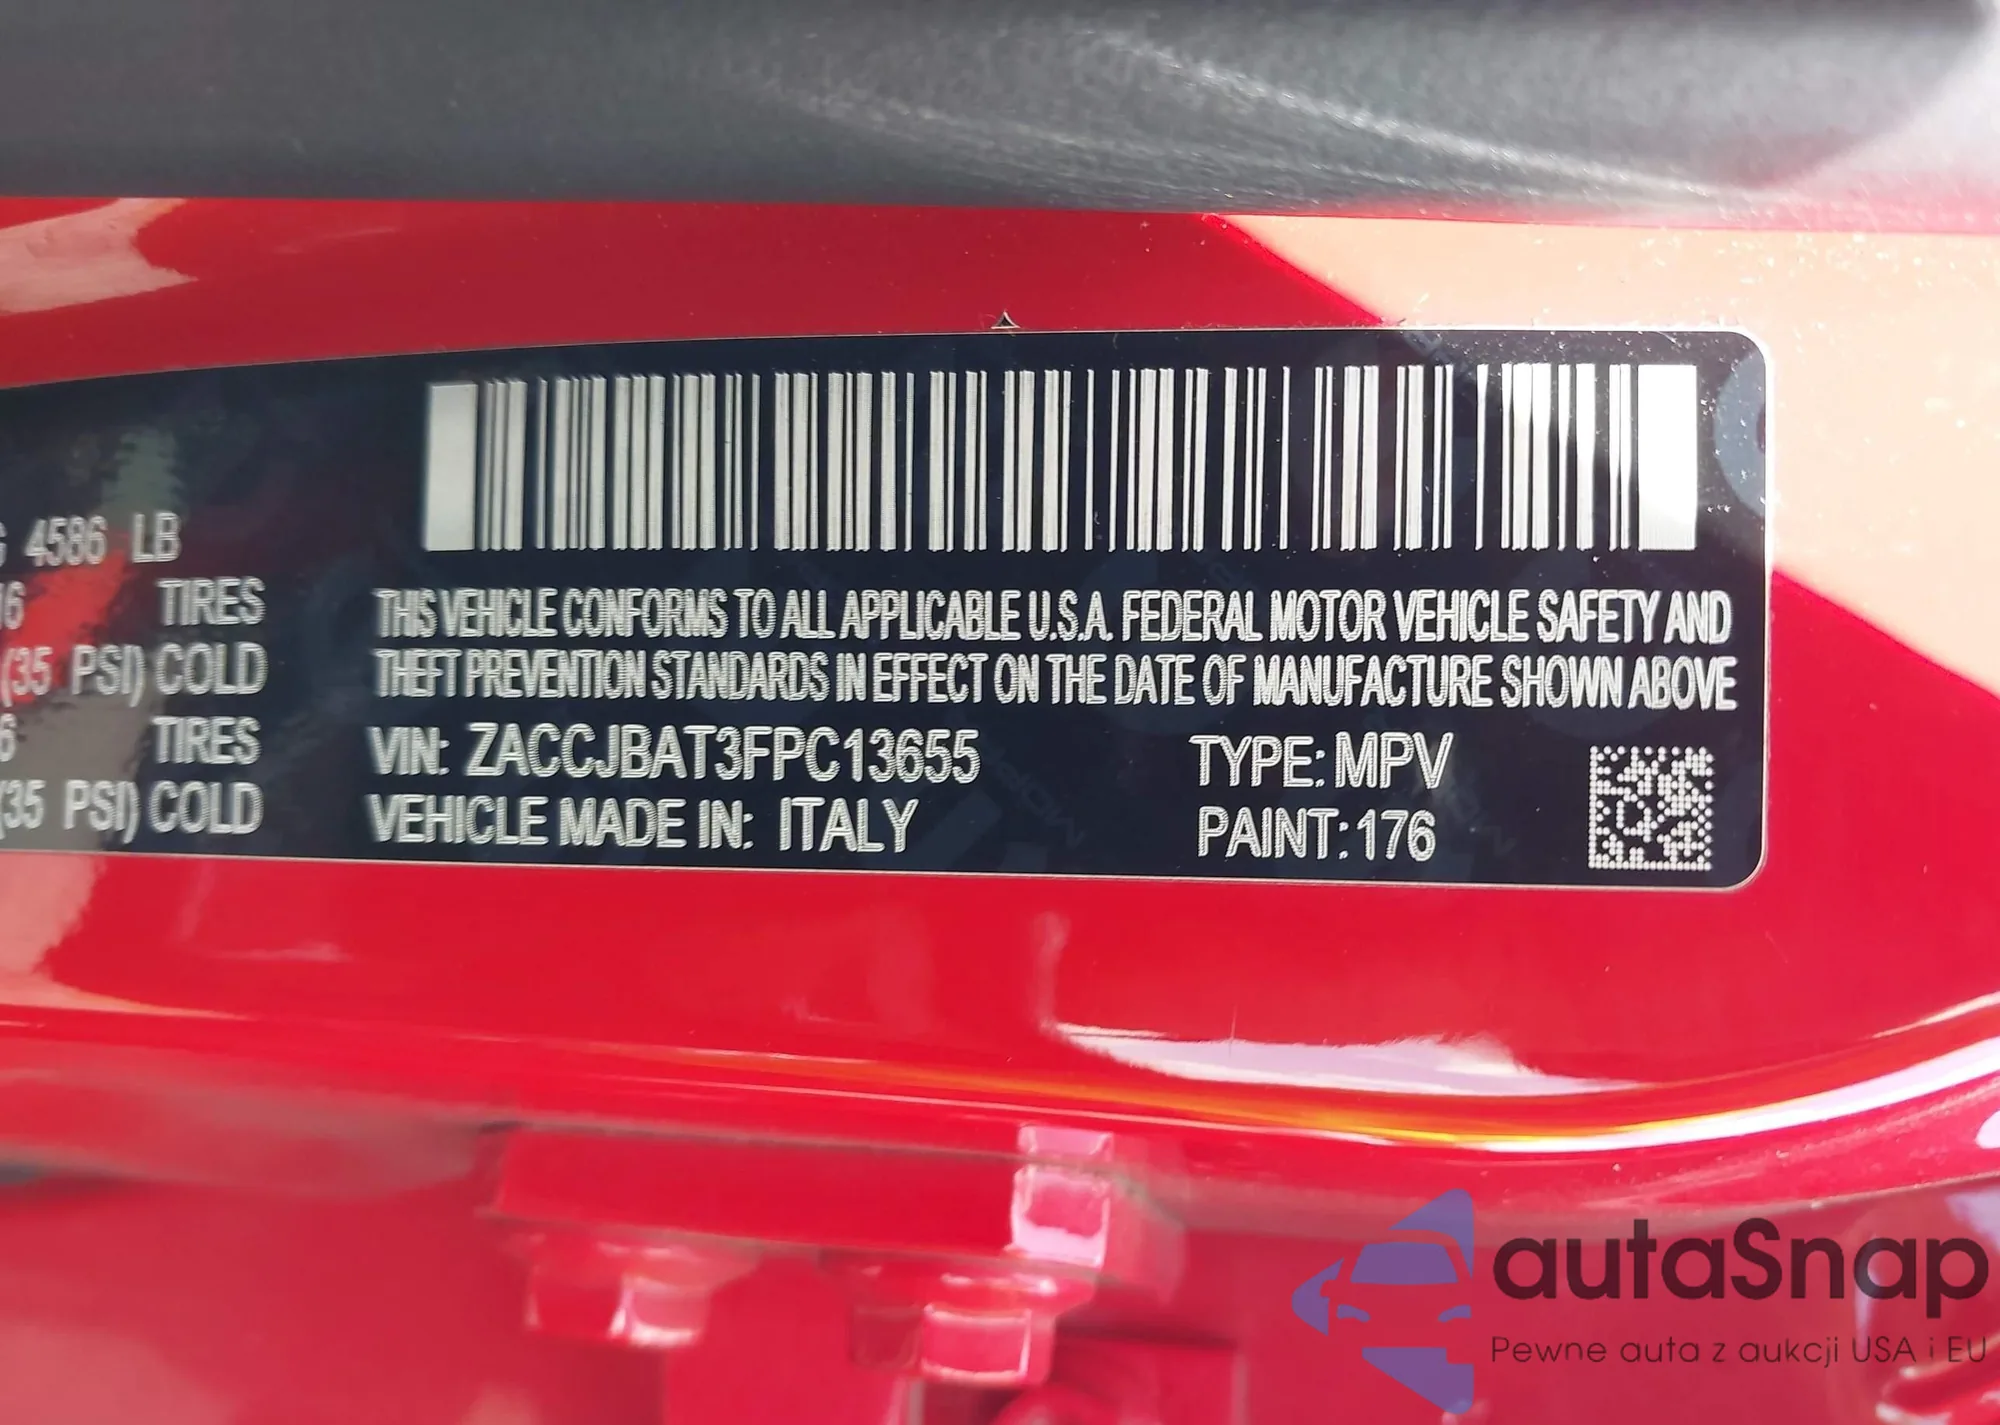 4586 LB
TIRES
(35 PSI) COLD
TIRES
(35 PSI) COLD
THIS VEHICLE CONFORMS TO ALL APPLICABLE U.S.A. FEDERAL MOTOR VEHICLE SAFETY AND
THEFT PREVENTION STANDARDS IN EFFECT ON THE DATE OF MANUFACTURE SHOWN ABOVE
VIN: ZACCJBAT3FPC13655
TYPE: MPV
VEHICLE MADE IN: ITALY
PAINT: 176
autaSnap
Pewne auta z aukcji USA i EU